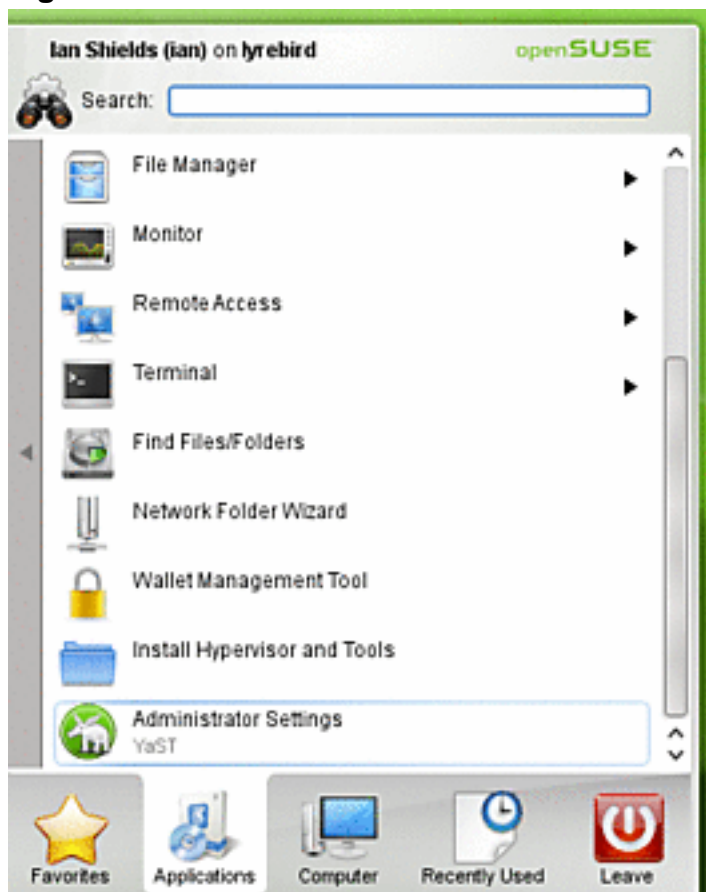 Ian Shields (ian) on lyrebird
openSUSE
Search:
File Manager
Monitor
Remote Access
Terminal
Find Files/Folders
Network Folder Wizard
Wallet Management Tool
Install Hypervisor and Tools
Administrator Settings
YaST
Favorites Applications Computer Recently Used Leave